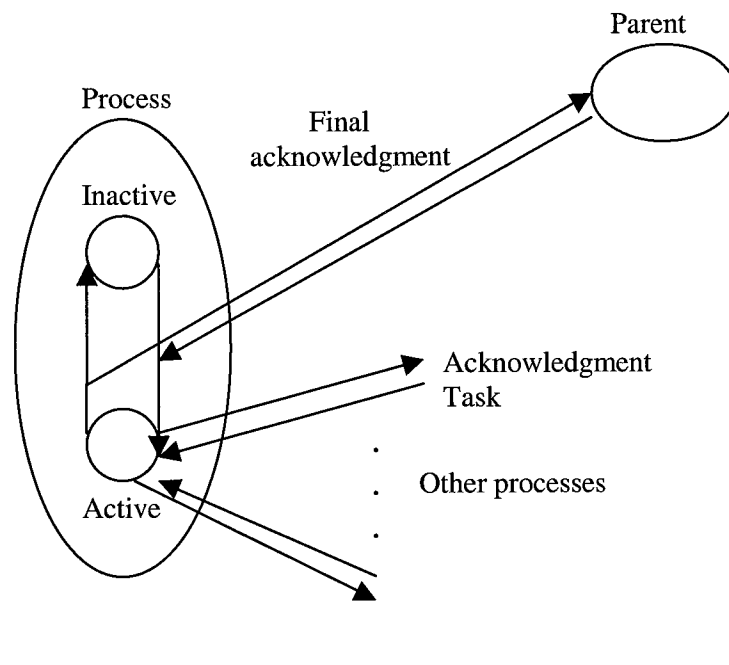 Parent
Process
Final
acknowledgment
Inactive
Acknowledgment
Task
Other processes
Active